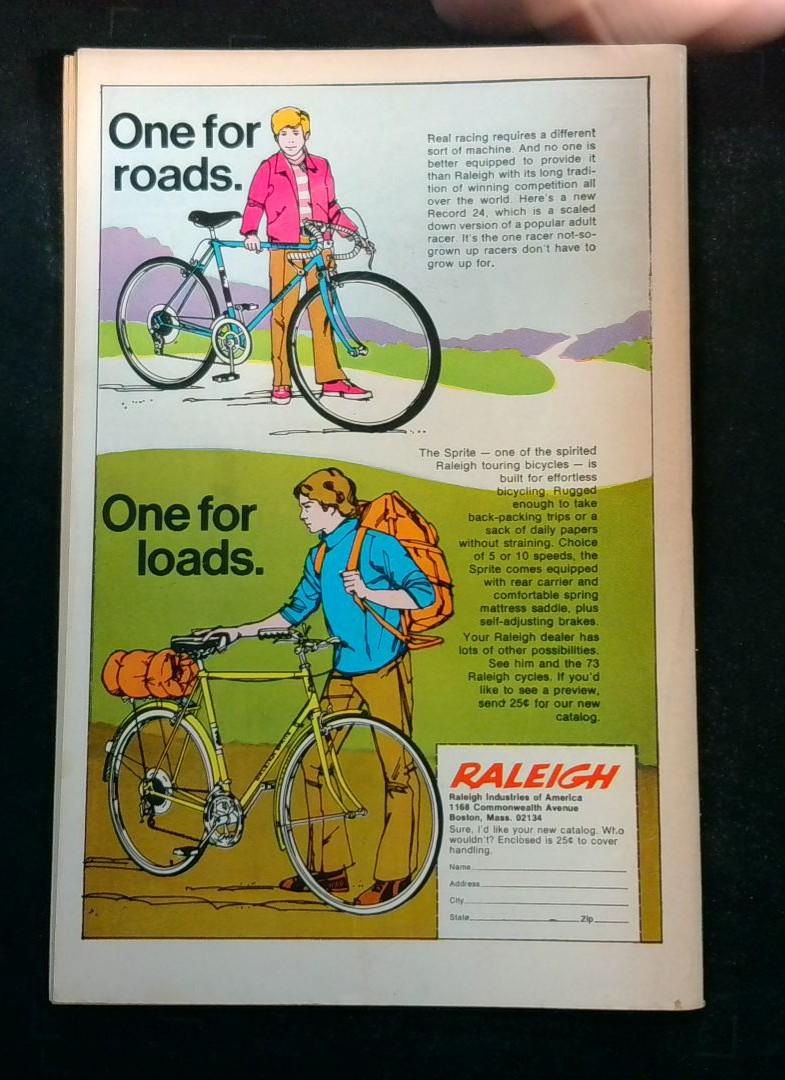 One for
roads.
Real racing requires a different
sort of machine. And no one is
better equipped to provide it
than Raleigh with its long tradi-
tion of winning competition all
over the world. Here's a new
Record 24, which is a scaled
down version of a popular adult
racer. It's the one racer not-so-
grown up racers don't have to
grow up for.
The Sprite — one of the spirited
Raleigh touring bicycles — is
built for effortless
bicycling. Rugged
enough to take
back-packing trips or a
sack of daily papers
without straining. Choice
of 5 or 10 speeds, the
Sprite comes equipped
with rear carrier and
comfortable spring
mattress saddle, plus
self-adjusting brakes.
Your Raleigh dealer has
lots of other possibilities.
See him and the 73
Raleigh cycles. If you'd
like to see a preview,
send 25¢ for our new
catalog.
One for
loads.
RALEIGH
Raleigh Industries of America
1168 Commonwealth Avenue
Boston, Mass. 02134
Sure, I'd like your new catalog. Who
wouldn't? Enclosed is 25¢ to cover
handling.
Name
Address
City
State Zip